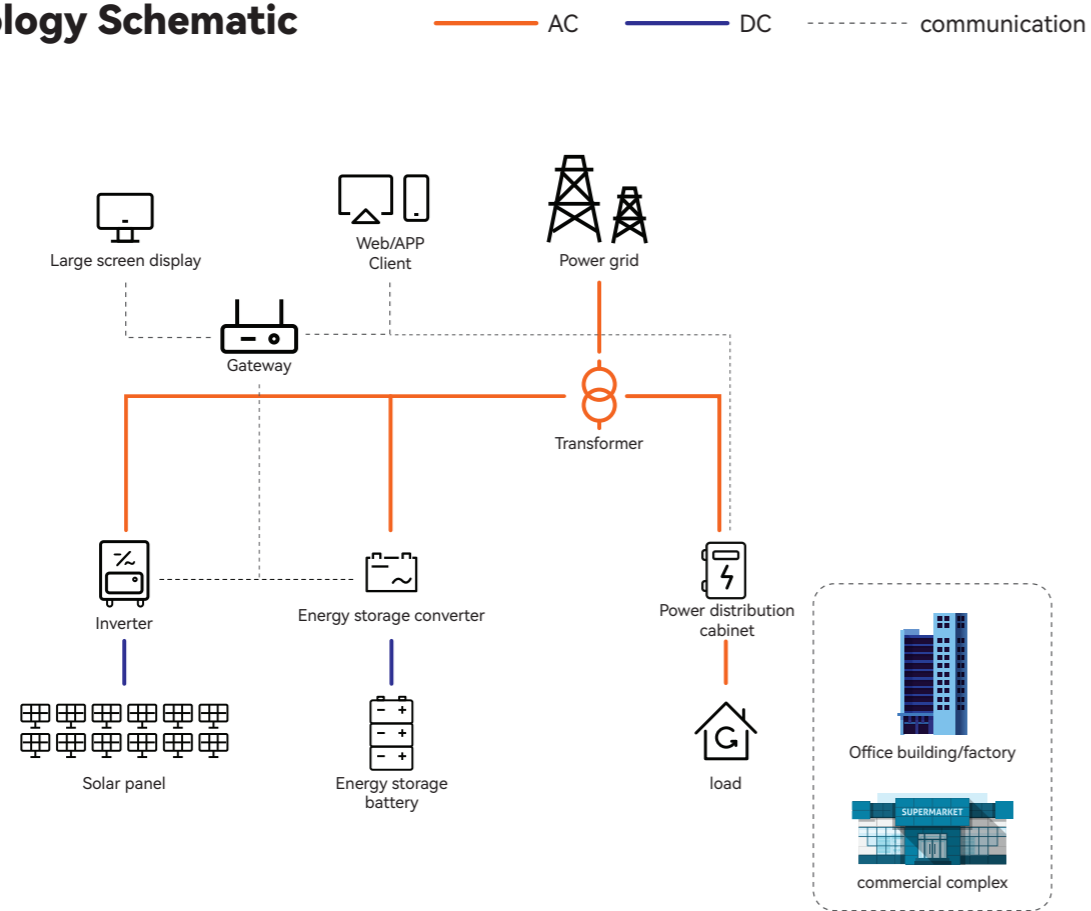 ology Schematic
AC
DC
communication
Large screen display
Web/APP
Client
Power grid
Gateway
Transformer
Inverter
Energy storage converter
Power distribution
cabinet
Solar panel
Energy storage
battery
load
Office building/factory
SUPERMARKET
commercial complex